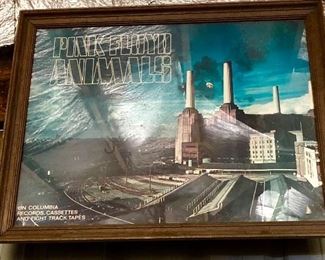 PINK FLOYD
ANIMALS
ON COLUMBIA
RECORDS, CASSETTES
AND EIGHT TRACK TAPES